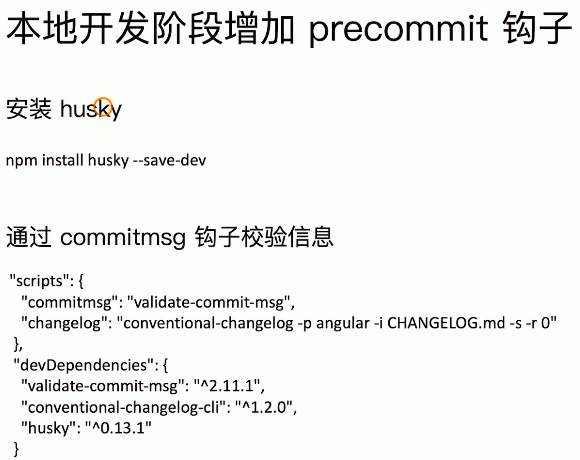 本地开发阶段增加 precommit 钩子
安装 husky
npm install husky --save-dev
通过 commitmsg 钩子校验信息
"scripts": {
"commitmsg": "validate-commit-msg",
"changelog": "conventional-changelog -p angular -i CHANGELOG.md -s -r 0"
},
"devDependencies": {
"validate-commit-msg": "^2.11.1",
"conventional-changelog-cli": "^1.2.0",
"husky": "^0.13.1"
}